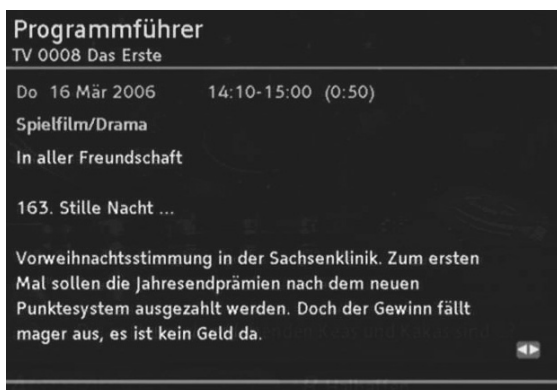 Programmführer
TV 0008 Das Erste
Do 16 Mär 2006 14:10-15:00 (0:50)
Spielfilm/Drama
In aller Freundschaft
163. Stille Nacht ...
Vorweihnachtsstimmung in der Sachsenklinik. Zum ersten
Mal sollen die Jahresendprämien nach dem neuen
Punktesystem ausgezahlt werden. Doch der Gewinn fällt
mager aus, es ist kein Geld da.